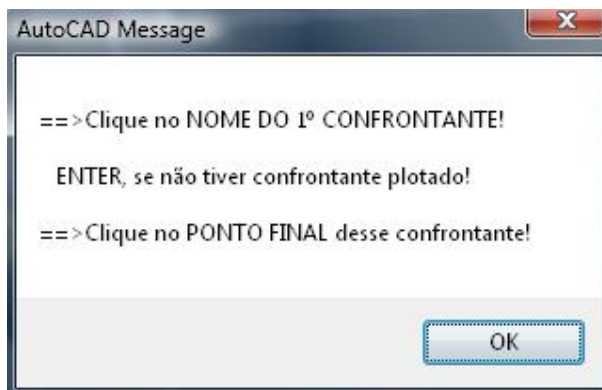 AutoCAD Message
==>Clique no NOME DO 1º CONFRONTANTE!
ENTER, se não tiver confrontante plotado!
==>Clique no PONTO FINAL desse confrontante!
OK